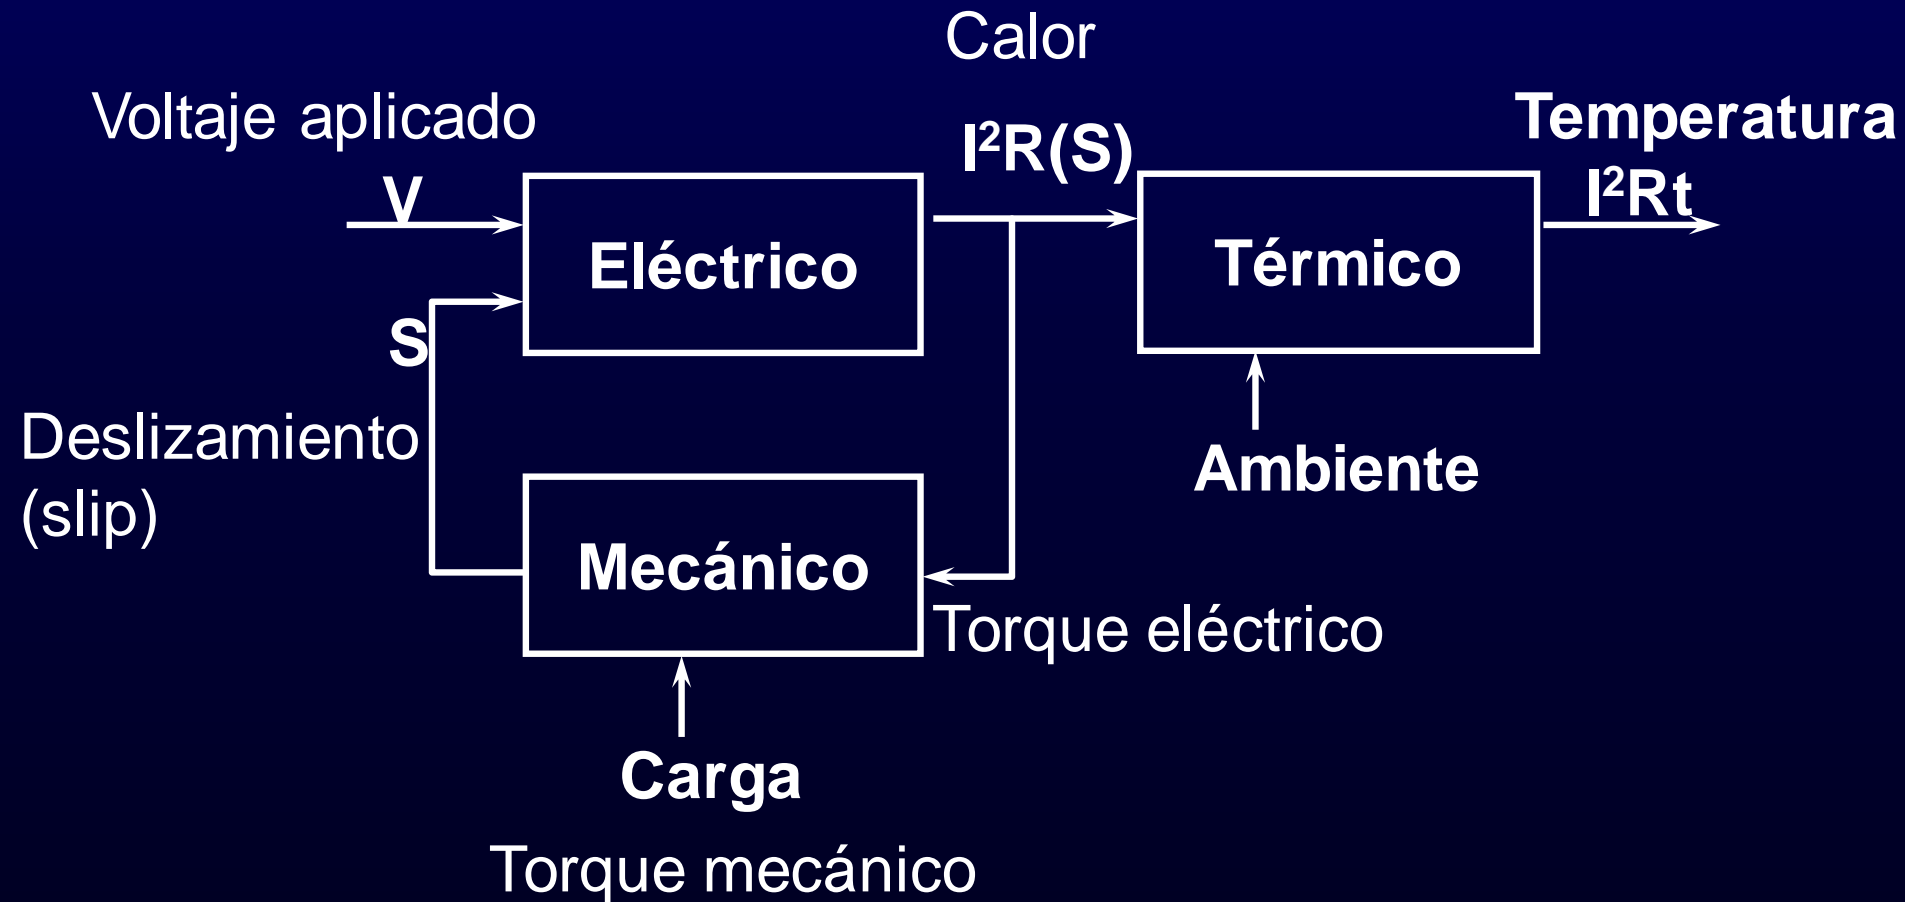 Calor
Voltaje aplicado
I²R(S)
Temperatura
V
I²Rt
Eléctrico
Térmico
S
Deslizamiento
(slip)
Ambiente
Mecánico
Torque eléctrico
Carga
Torque mecánico